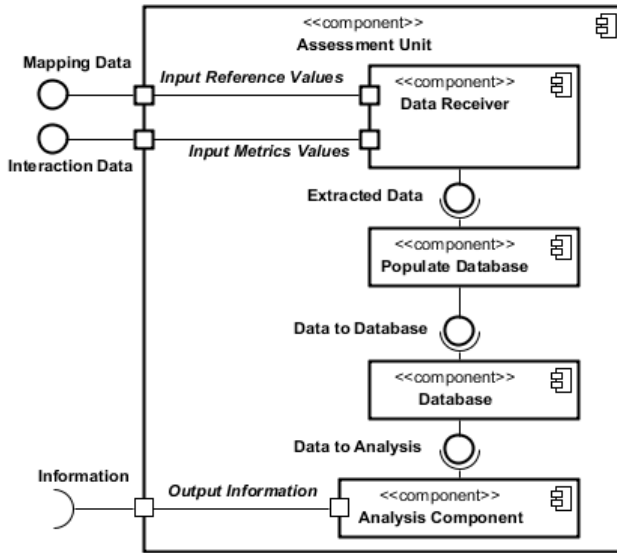 <<component>>
Assessment Unit
Mapping Data
Input Reference Values
<<component>>
Data Receiver
Interaction Data
Input Metrics Values
Extracted Data
<<component>>
Populate Database
Data to Database
<<component>>
Database
Data to Analysis
Information
Output Information
<<component>>
Analysis Component